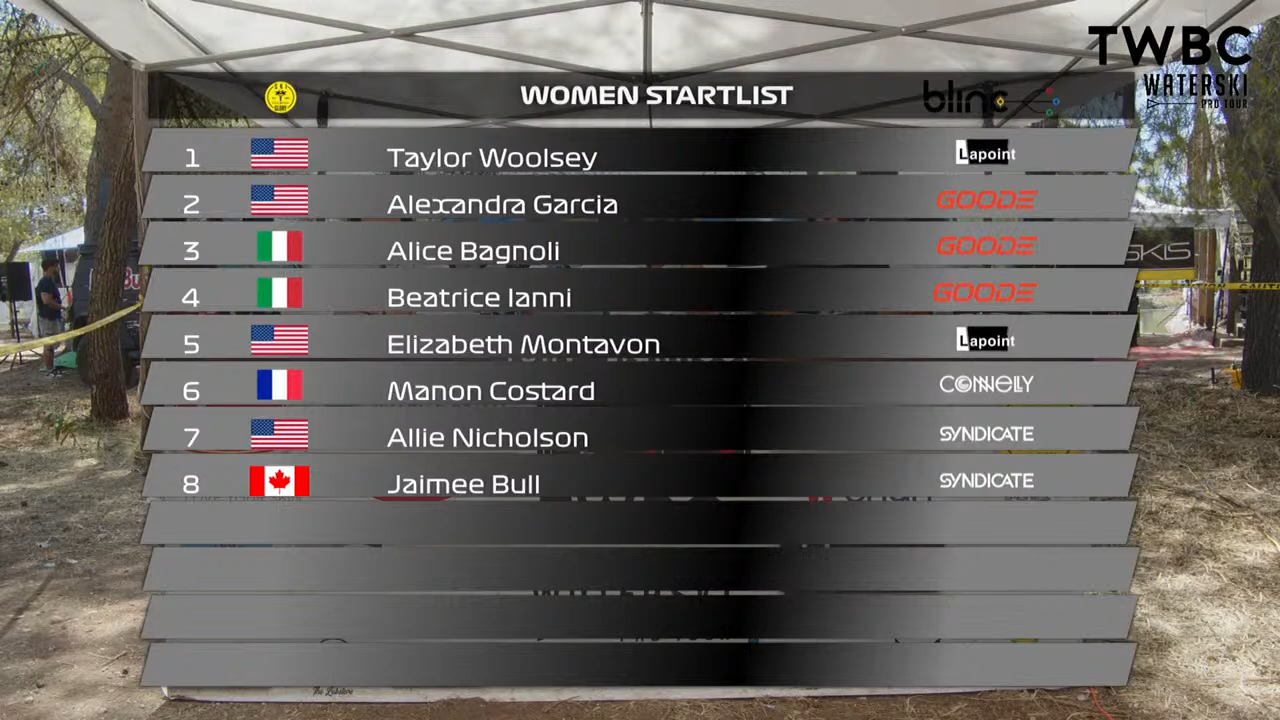 TWBC
WATERSKI
PRO TOUR
WOMEN STARTLIST
blinc
GLORY
1 Taylor Woolsey Lapoint
2 Alexandra Garcia GOODE
3 Alice Bagnoli GOODE
4 Beatrice Ianni GOODE
5 Elizabeth Montavon Lapoint
6 Manon Costard CONNELLY
7 Allie Nicholson SYNDICATE
8 Jaimee Bull SYNDICATE
SKIS